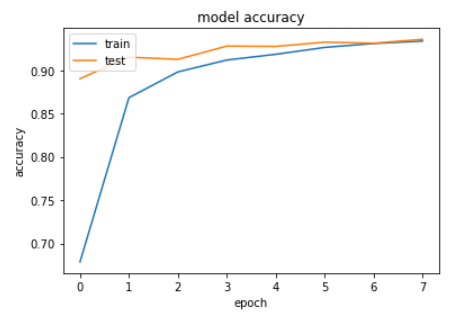 model accuracy
train
test
accuracy
0.90
0.85
0.80
0.75
0.70
0 1 2 3 4 5 6 7
epoch